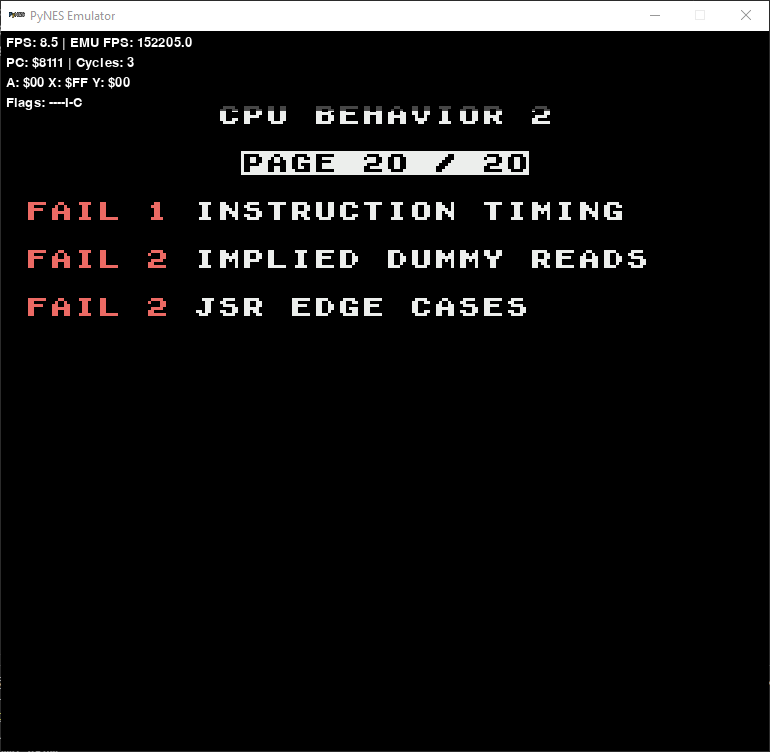 PyNES Emulator
FPS: 8.5 | EMU FPS: 152205.0
PC: $8111 | Cycles: 3
A: $00 X: $FF Y: $00
Flags: ----I-C
CPU BEHAVIOR 2
PAGE 20 / 20
FAIL 1 INSTRUCTION TIMING
FAIL 2 IMPLIED DUMMY READS
FAIL 2 JSR EDGE CASES